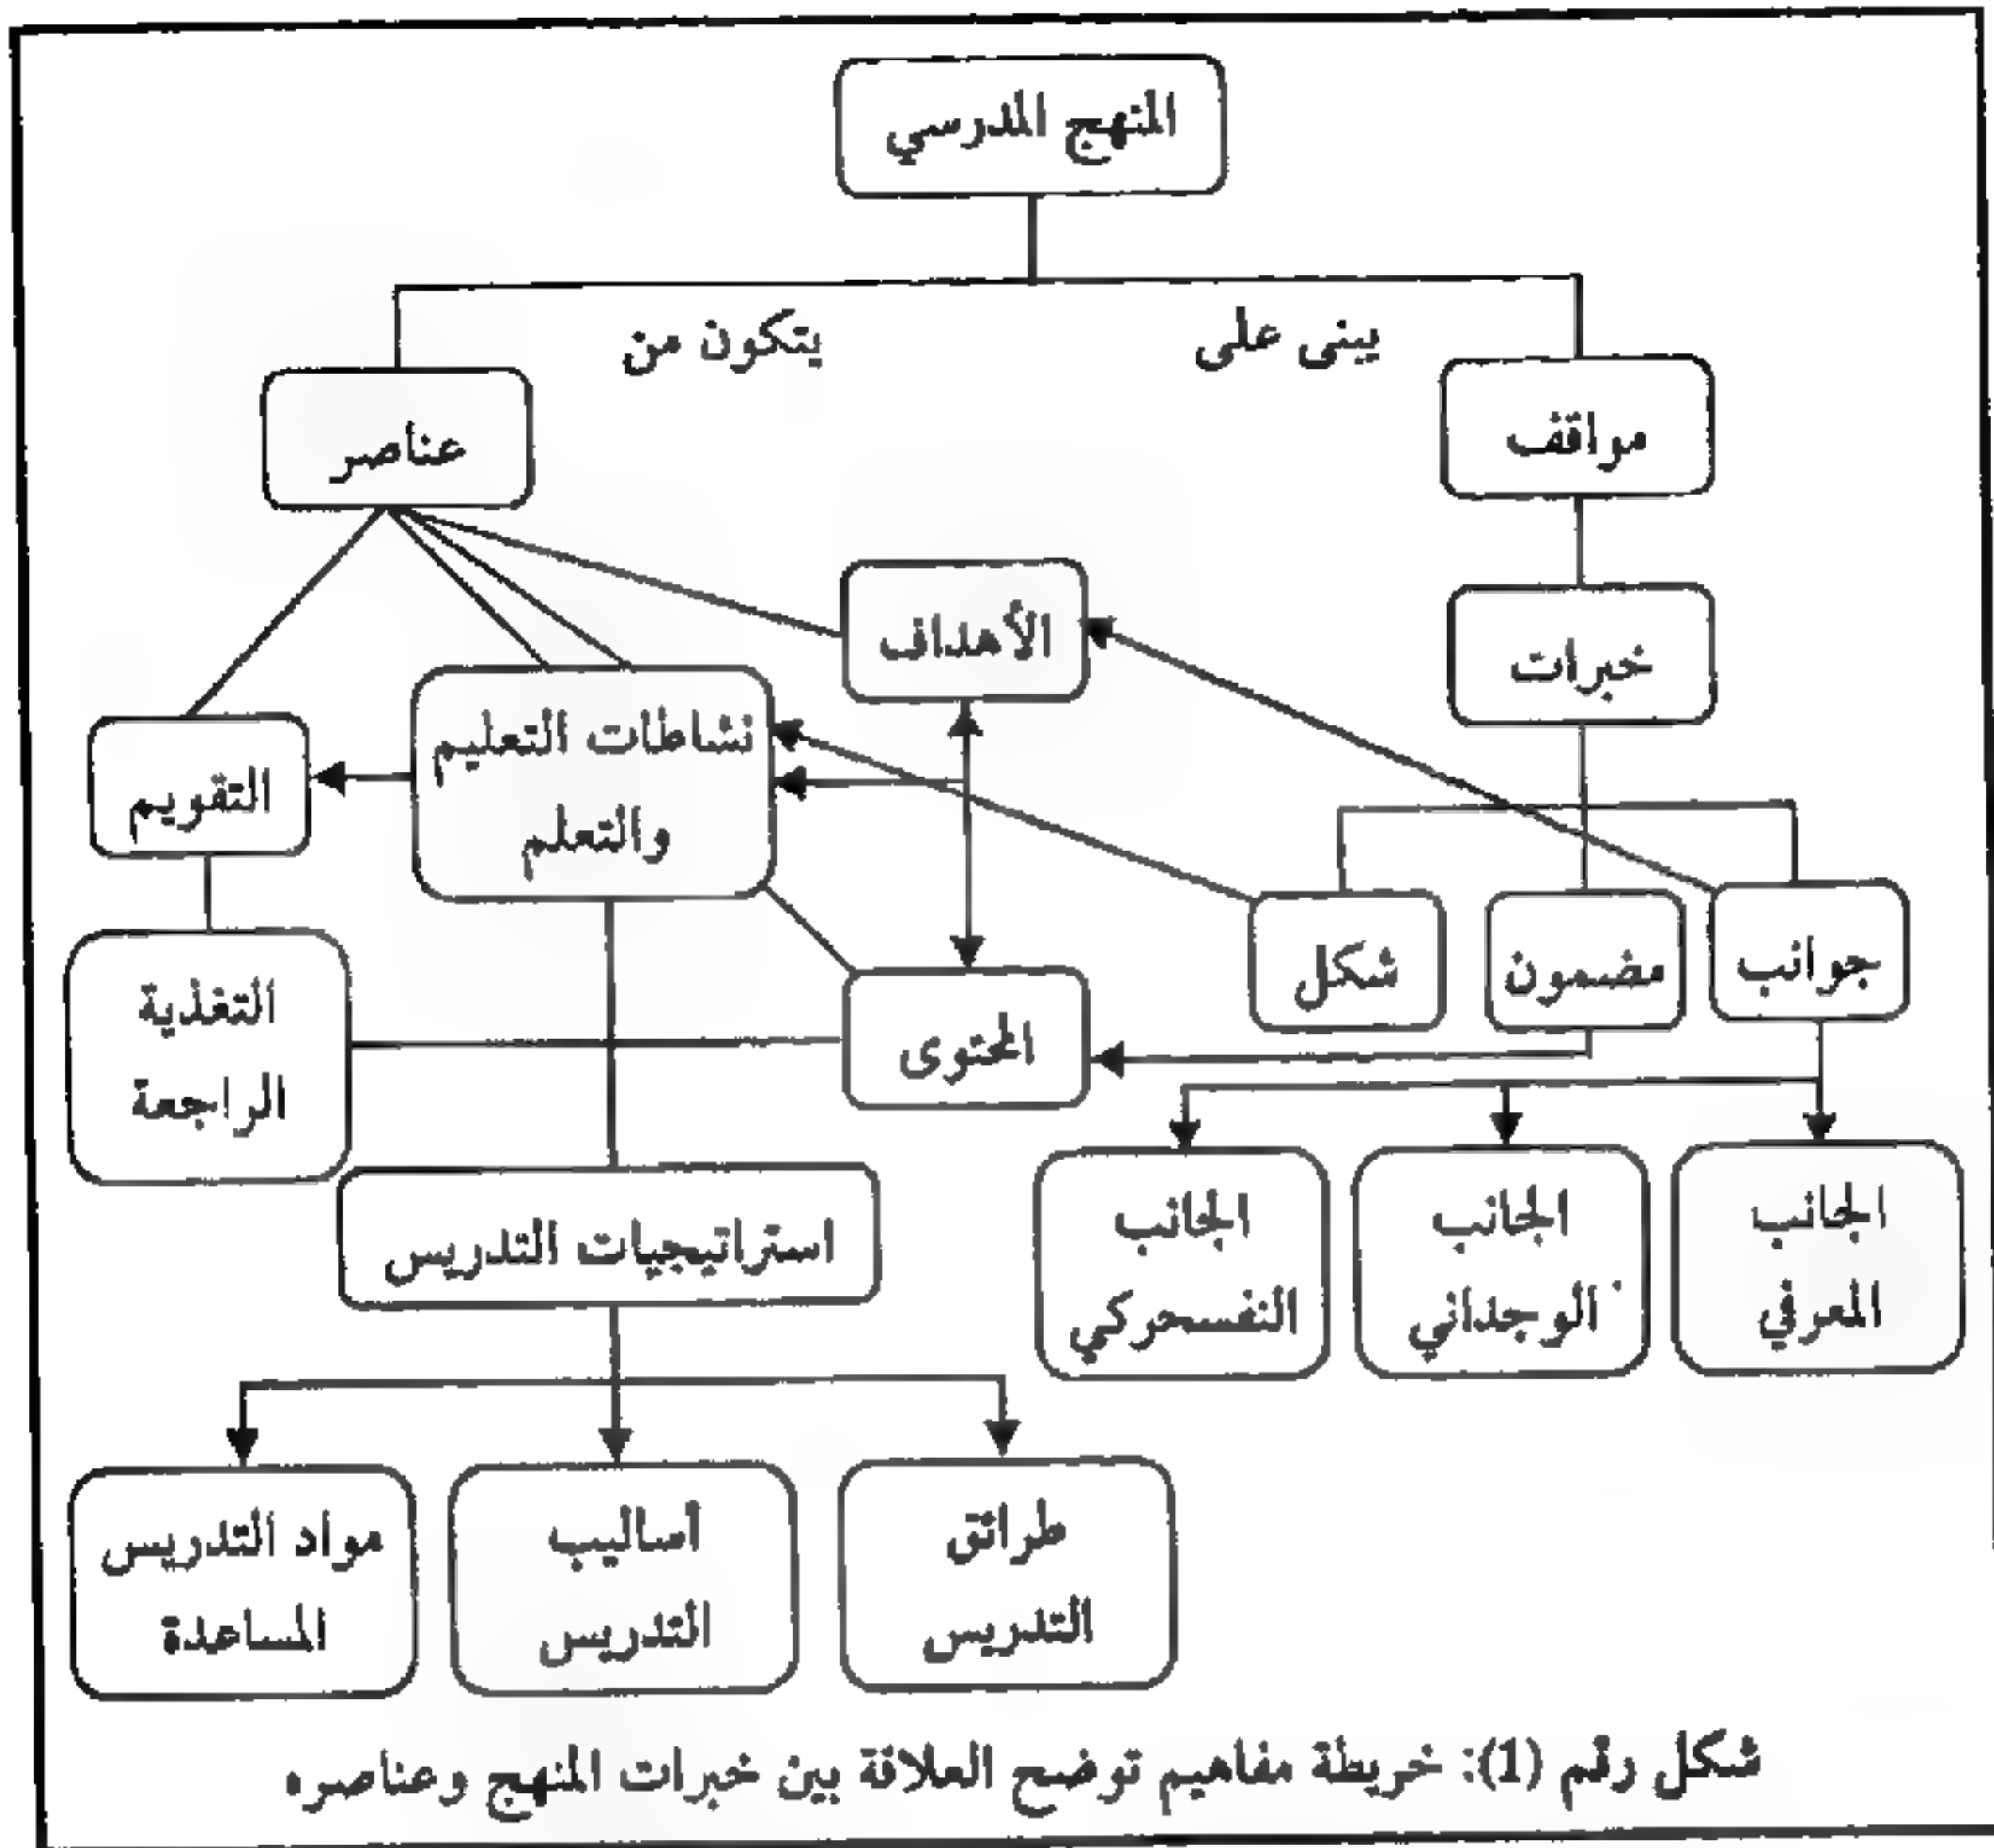 المنهج المدرسي
يبنى على
يتكون من
مواقف
عناصر
خبرات
الأهداف
نشاطات التعليم
والتعلم
التقويم
جوانب
مضمون
شكل
المحتوى
التغذية
الراجعة
الجانب
المعرفي
الجانب
الوجداني
الجانب
النفسحركي
استراتيجيات التدريس
طرائق
التدريس
أساليب
التدريس
مواد التدريس
المساعدة
شكل رقم (1): خريطة مفاهيم توضح العلاقة بين خبرات المنهج وعناصره